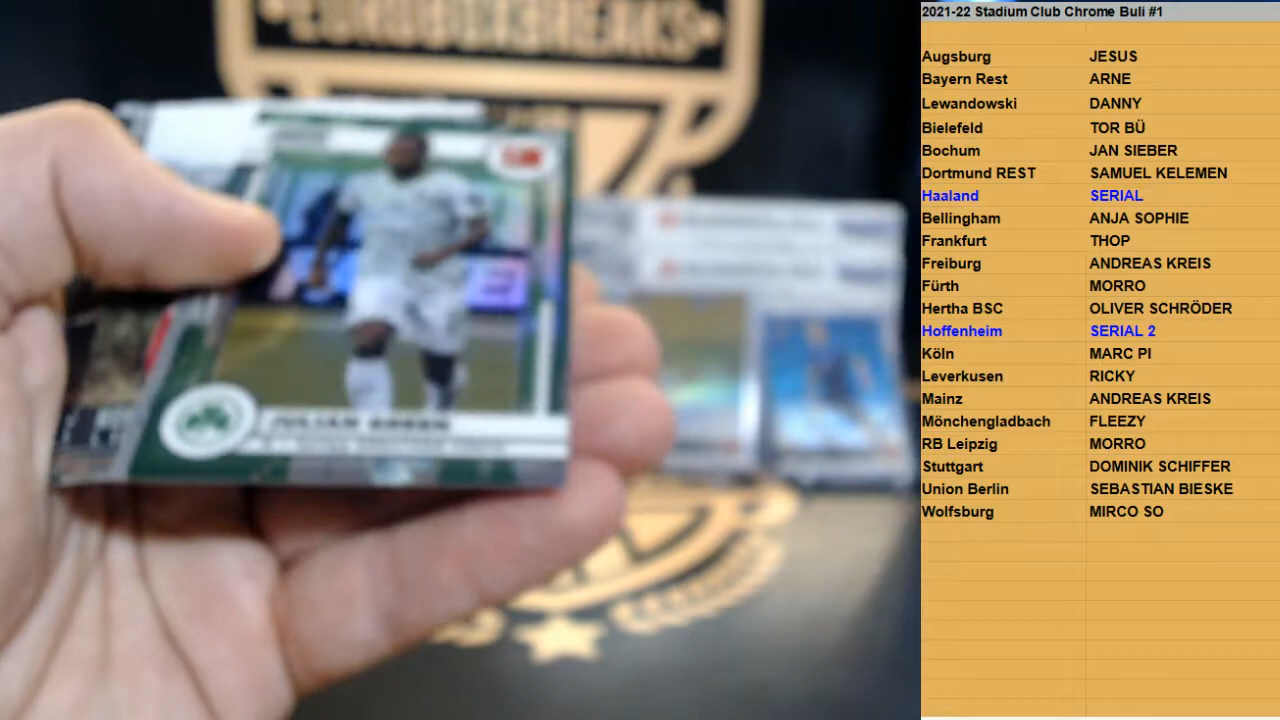 EUROBOXBREAKS
JULIAN GREEN
2021-22 Stadium Club Chrome Buli #1
Augsburg JESUS
Bayern Rest ARNE
Lewandowski DANNY
Bielefeld TOR BÜ
Bochum JAN SIEBER
Dortmund REST SAMUEL KELEMEN
Haaland SERIAL
Bellingham ANJA SOPHIE
Frankfurt THOP
Freiburg ANDREAS KREIS
Fürth MORRO
Hertha BSC OLIVER SCHRÖDER
Hoffenheim SERIAL 2
Köln MARC PI
Leverkusen RICKY
Mainz ANDREAS KREIS
Mönchengladbach FLEEZY
RB Leipzig MORRO
Stuttgart DOMINIK SCHIFFER
Union Berlin SEBASTIAN BIESKE
Wolfsburg MIRCO SO